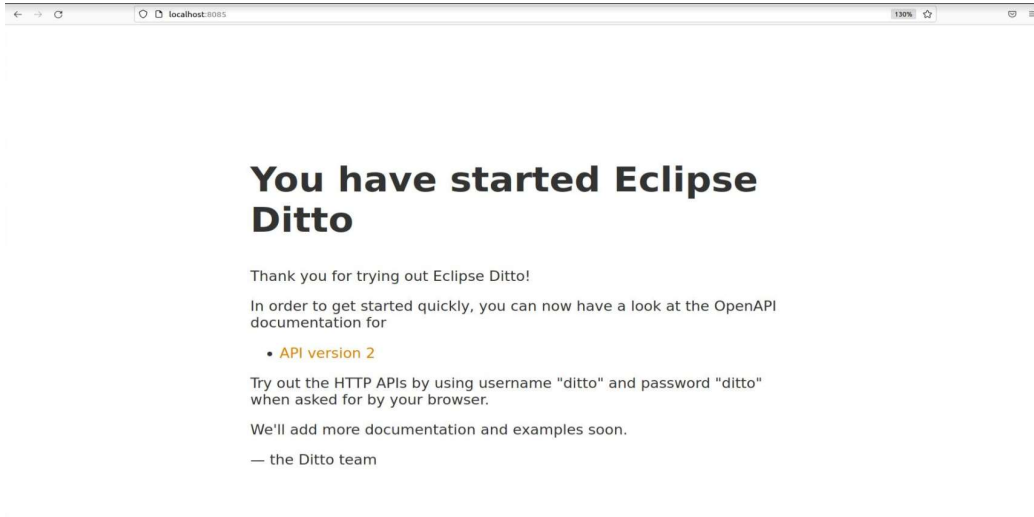 localhost:8085
130%
You have started Eclipse
Ditto
Thank you for trying out Eclipse Ditto!
In order to get started quickly, you can now have a look at the OpenAPI
documentation for
• API version 2
Try out the HTTP APIs by using username "ditto" and password "ditto"
when asked for by your browser.
We'll add more documentation and examples soon.
— the Ditto team